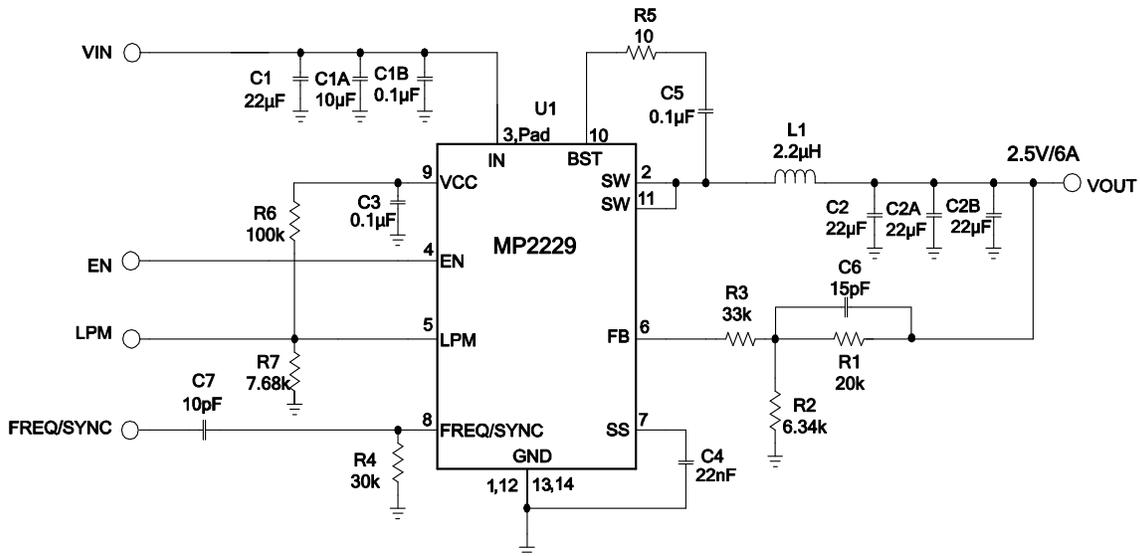 R5
10
VIN
C1
22µF
C1A
10µF
C1B
0.1µF
C5
0.1µF
U1
3,Pad
10
IN
BST
L1
2.2µH
2.5V/6A
VOUT
9
VCC
SW
2
SW
11
R6
100k
C3
0.1µF
C2
22µF
C2A
22µF
C2B
22µF
MP2229
EN
4
EN
C6
15pF
R3
33k
LPM
5
LPM
FB
6
R1
20k
R7
7.68k
C7
10pF
R2
6.34k
FREQ/SYNC
8
FREQ/SYNC
SS
7
GND
R4
30k
C4
22nF
1,12
13,14